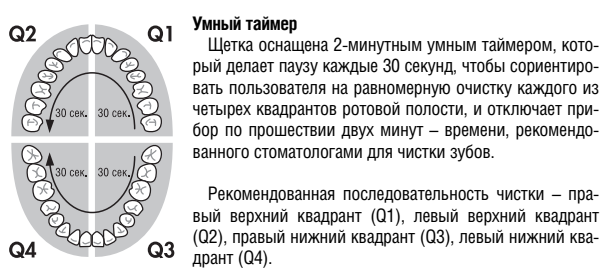 Q2 Q1
30 сек. 30 сек.
30 сек. 30 сек.
Q4 Q3
Умный таймер
Щетка оснащена 2-минутным умным таймером, кото-
рый делает паузу каждые 30 секунд, чтобы сориентиро-
вать пользователя на равномерную очистку каждого из
четырех квадрантов ротовой полости, и отключает при-
бор по прошествии двух минут – времени, рекомендо-
ванного стоматологами для чистки зубов.
Рекомендованная последовательность чистки – пра-
вый верхний квадрант (Q1), левый верхний квадрант
(Q2), правый нижний квадрант (Q3), левый нижний ква-
дрант (Q4).